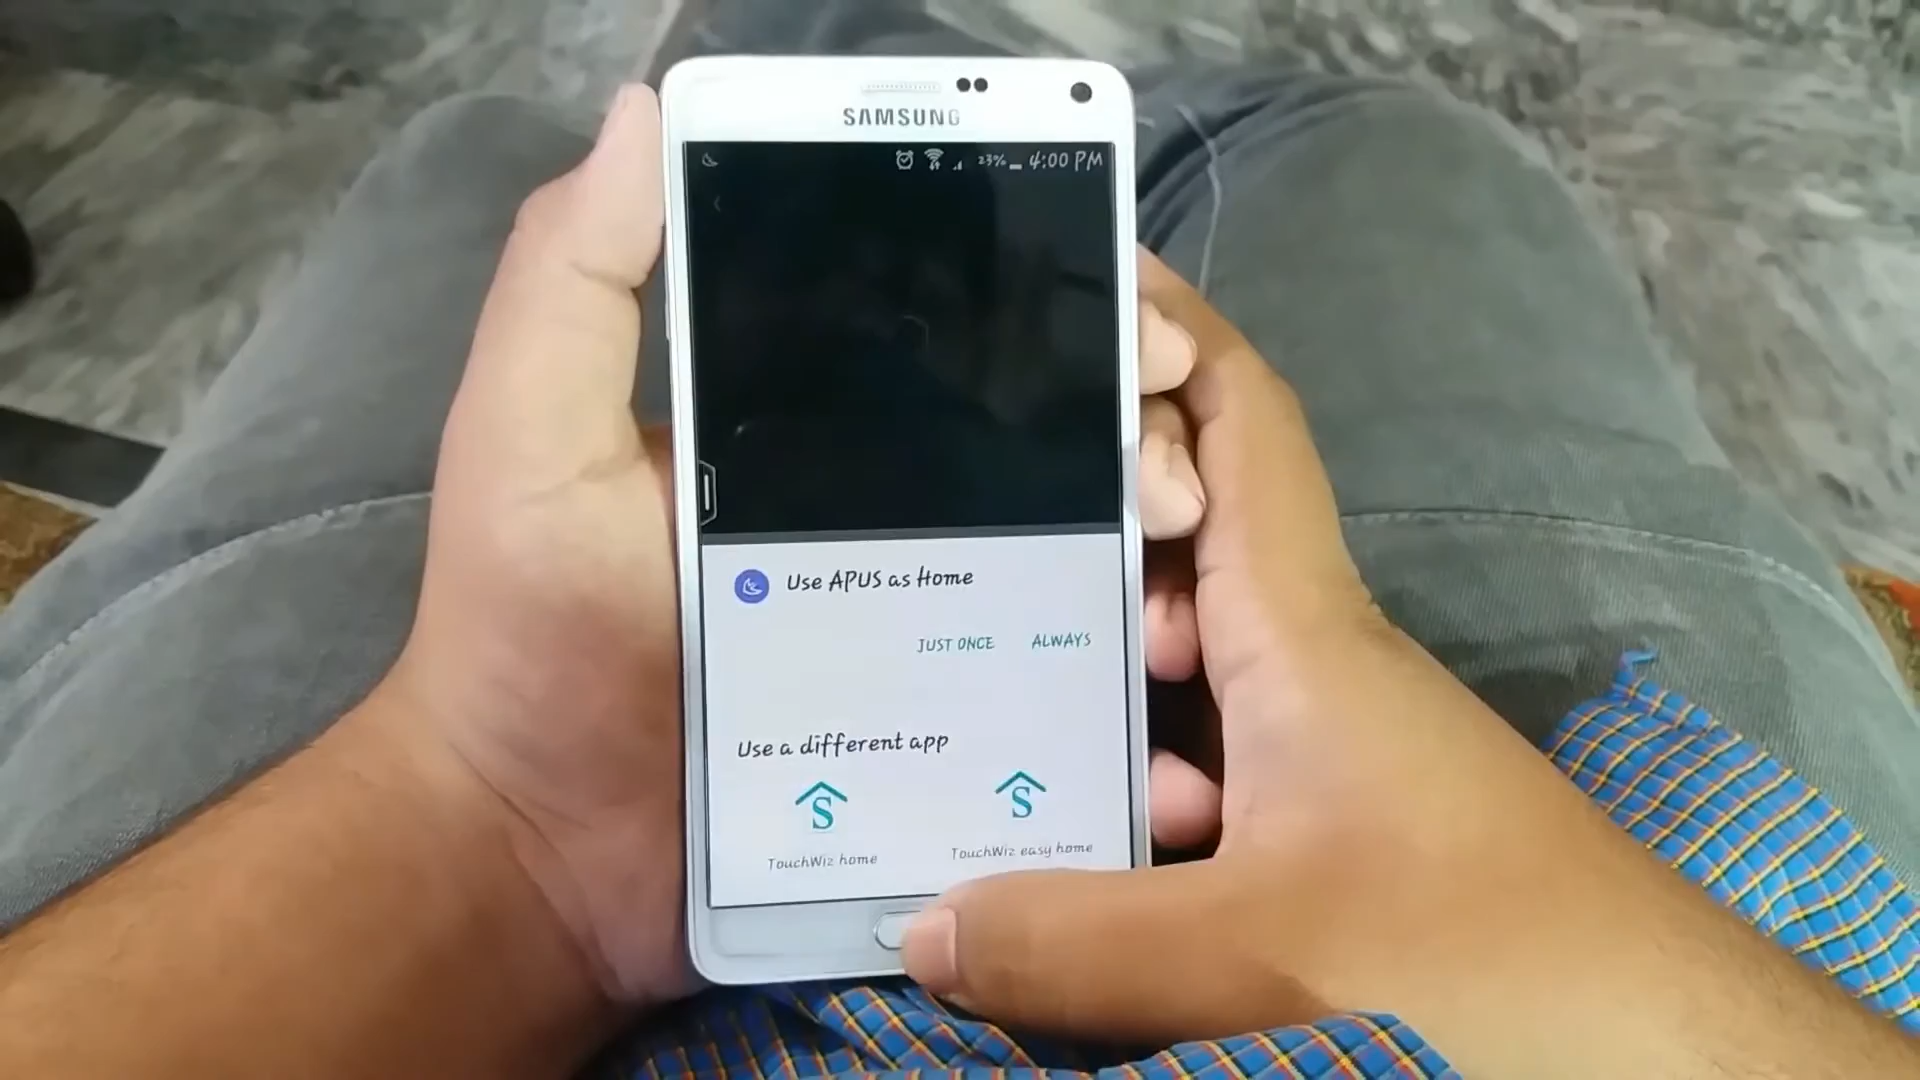 SAMSUNG
23% 4:00 PM
Use APUS as Home
JUST ONCE ALWAYS
Use a different app
S S
TouchWiz home TouchWiz easy home